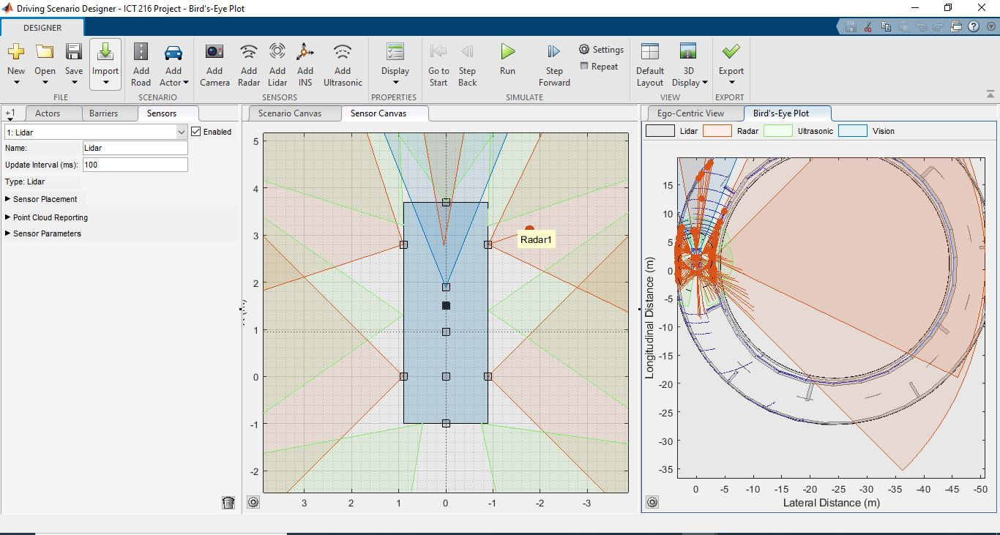 Driving Scenario Designer - ICT 216 Project - Bird's-Eye Plot
DESIGNER
New
Open
Save
Import
FILE
Add Road
Add Actor
SCENARIO
Add Camera
Add Radar
Add Lidar
Add INS
Add Ultrasonic
SENSORS
Display
PROPERTIES
Go to Start
Step Back
Run
Step Forward
Settings
Repeat
SIMULATE
Default Layout
3D Display
VIEW
Export
EXPORT
+1
Actors
Barriers
Sensors
1: Lidar
Enabled
Name:
Lidar
Update Interval (ms):
100
Type: Lidar
Sensor Placement
Point Cloud Reporting
Sensor Parameters
Scenario Canvas
Sensor Canvas
5
4
3
2
1
0
-1
-2
3 2 1 0 -1 -2 -3
Radar1
Ego-Centric View
Bird's-Eye Plot
Lidar
Radar
Ultrasonic
Vision
15
10
5
0
-5
-10
-15
-20
-25
-30
-35
Longitudinal Distance (m)
0 -5 -10 -15 -20 -25 -30 -35 -40 -45 -50
Lateral Distance (m)